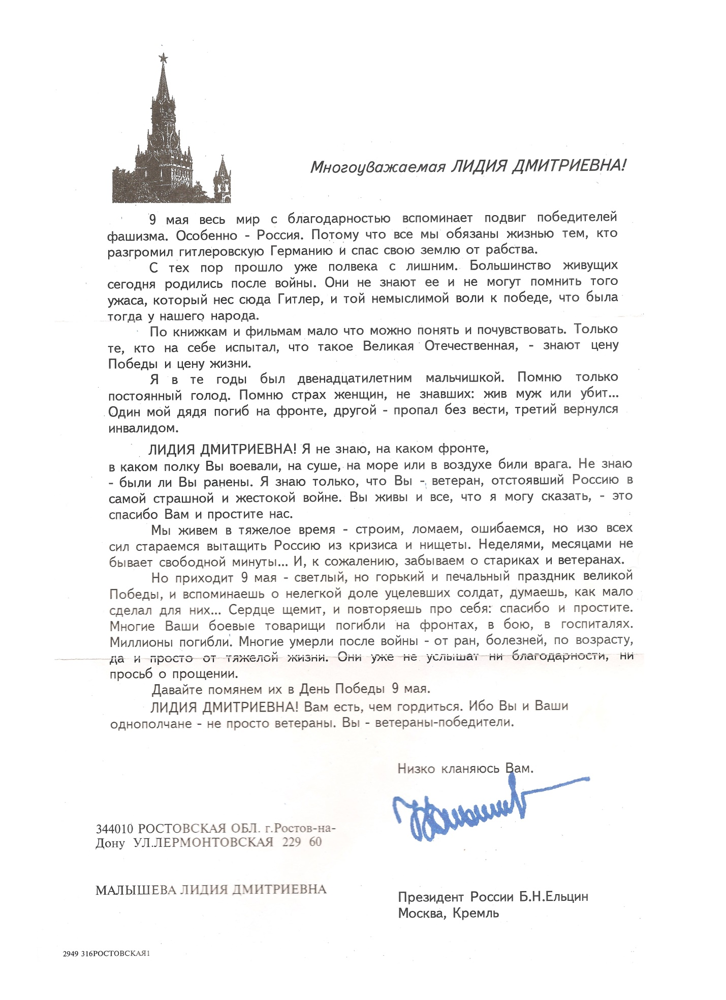 Многоуважаемая ЛИДИЯ ДМИТРИЕВНА!
9 мая весь мир с благодарностью вспоминает подвиг победителей
фашизма. Особенно - Россия. Потому что все мы обязаны жизнью тем, кто
разгромил гитлеровскую Германию и спас свою землю от рабства.
С тех пор прошло уже полвека с лишним. Большинство живущих
сегодня родились после войны. Они не знают ее и не могут помнить того
ужаса, который нес сюда Гитлер, и той немыслимой воли к победе, что была
тогда у нашего народа.
По книжкам и фильмам мало что можно понять и почувствовать. Только
те, кто на себе испытал, что такое Великая Отечественная, - знают цену
Победы и цену жизни.
Я в те годы был двенадцатилетним мальчишкой. Помню только
постоянный голод. Помню страх женщин, не знавших: жив муж или убит...
Один мой дядя погиб на фронте, другой - пропал без вести, третий вернулся
инвалидом.
ЛИДИЯ ДМИТРИЕВНА! Я не знаю, на каком фронте,
в каком полку Вы воевали, на суше, на море или в воздухе били врага. Не знаю
- были ли Вы ранены. Я знаю только, что Вы - ветеран, отстоявший Россию в
самой страшной и жестокой войне. Вы живы и все, что я могу сказать, - это
спасибо Вам и простите нас.
Мы живем в тяжелое время - строим, ломаем, ошибаемся, но изо всех
сил стараемся вытащить Россию из кризиса и нищеты. Неделями, месяцами не
бывает свободной минуты... И, к сожалению, забываем о стариках и ветеранах.
Но приходит 9 мая - светлый, но горький и печальный праздник великой
Победы, и вспоминаешь о нелегкой доле уцелевших солдат, думаешь, как мало
сделал для них... Сердце щемит, и повторяешь про себя: спасибо и простите.
Многие Ваши боевые товарищи погибли на фронтах, в бою, в госпиталях.
Миллионы погибли. Многие умерли после войны - от ран, болезней, по возрасту,
да и просто от тяжелой жизни. Они уже не услышат ни благодарности, ни
просьб о прощении.
Давайте помянем их в День Победы 9 мая.
ЛИДИЯ ДМИТРИЕВНА! Вам есть, чем гордиться. Ибо Вы и Ваши
однополчане - не просто ветераны. Вы - ветераны-победители.
Низко кланяюсь Вам.
344010 РОСТОВСКАЯ ОБЛ. г.Ростов-на-
Дону УЛ.ЛЕРМОНТОВСКАЯ 229 60
МАЛЫШЕВА ЛИДИЯ ДМИТРИЕВНА
Президент России Б.Н.Ельцин
Москва, Кремль
2949 316РОСТОВСКАЯ1